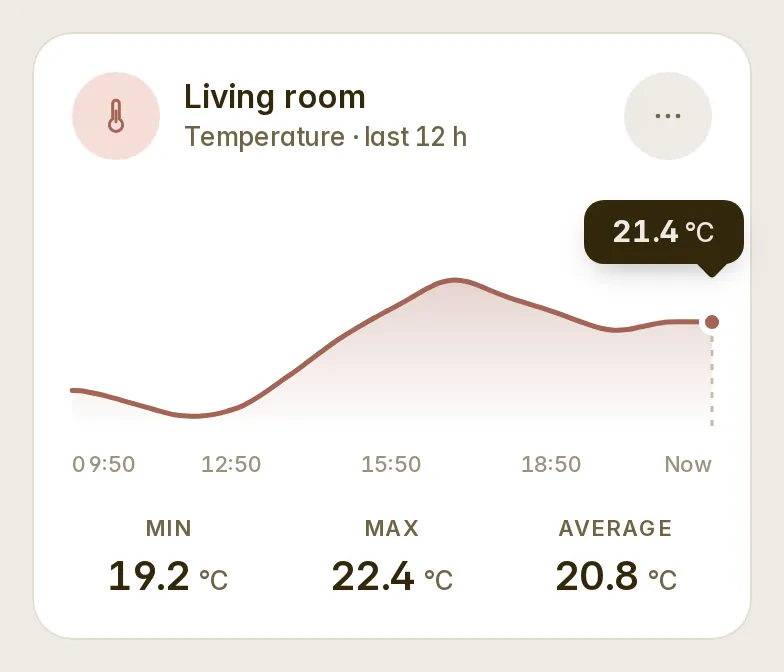 Living room
Temperature · last 12 h
...
21.4 °C
09:50 12:50 15:50 18:50 Now
MIN MAX AVERAGE
19.2 °C 22.4 °C 20.8 °C